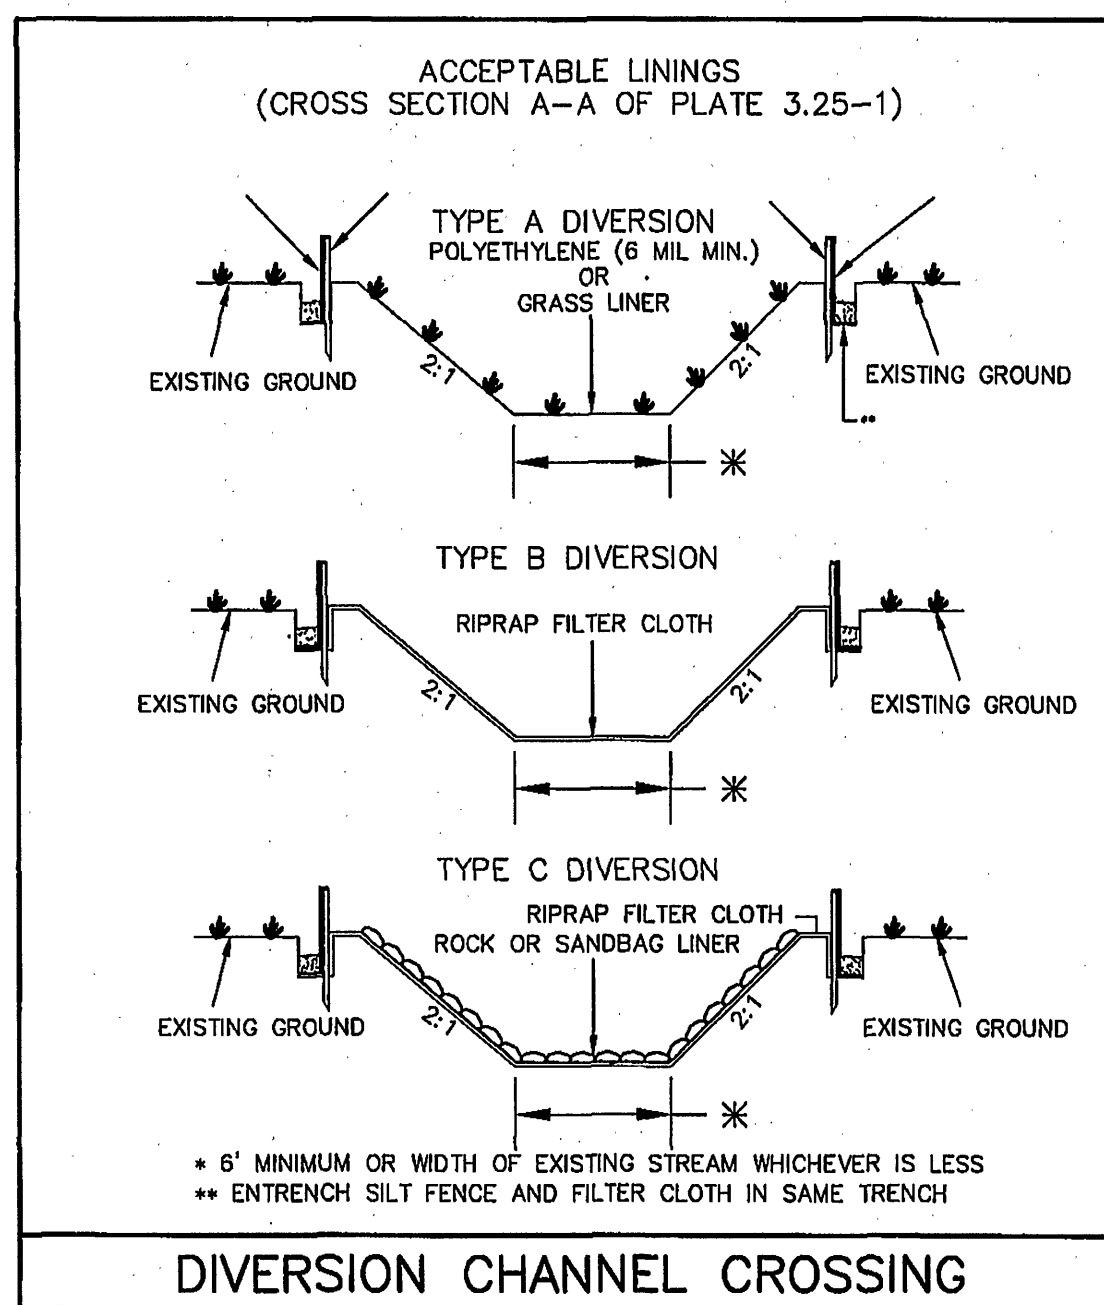 ACCEPTABLE LININGS
(CROSS SECTION A-A OF PLATE 3.25-1)
TYPE A DIVERSION
POLYETHYLENE (6 MIL MIN.)
OR
GRASS LINER
EXISTING GROUND
2:1
2:1
EXISTING GROUND
**
*
TYPE B DIVERSION
RIPRAP FILTER CLOTH
EXISTING GROUND
2:1
2:1
EXISTING GROUND
*
TYPE C DIVERSION
RIPRAP FILTER CLOTH
ROCK OR SANDBAG LINER
EXISTING GROUND
2:1
2:1
EXISTING GROUND
*
* 6' MINIMUM OR WIDTH OF EXISTING STREAM WHICHEVER IS LESS
** ENTRENCH SILT FENCE AND FILTER CLOTH IN SAME TRENCH
DIVERSION CHANNEL CROSSING